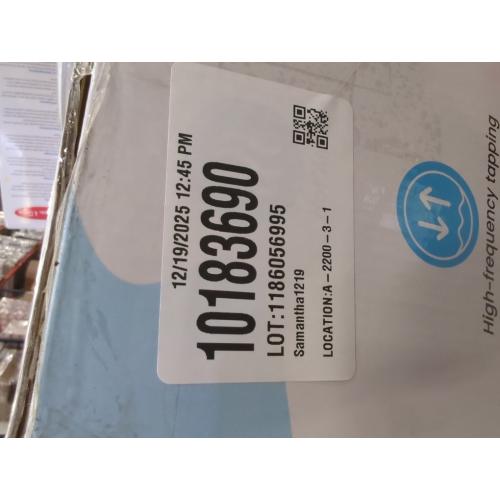 12/19/2025 12:45 PM
10183690
LOT:1186056995
Samantha1219
LOCATION:A-2200-3-1
High-frequency tapping